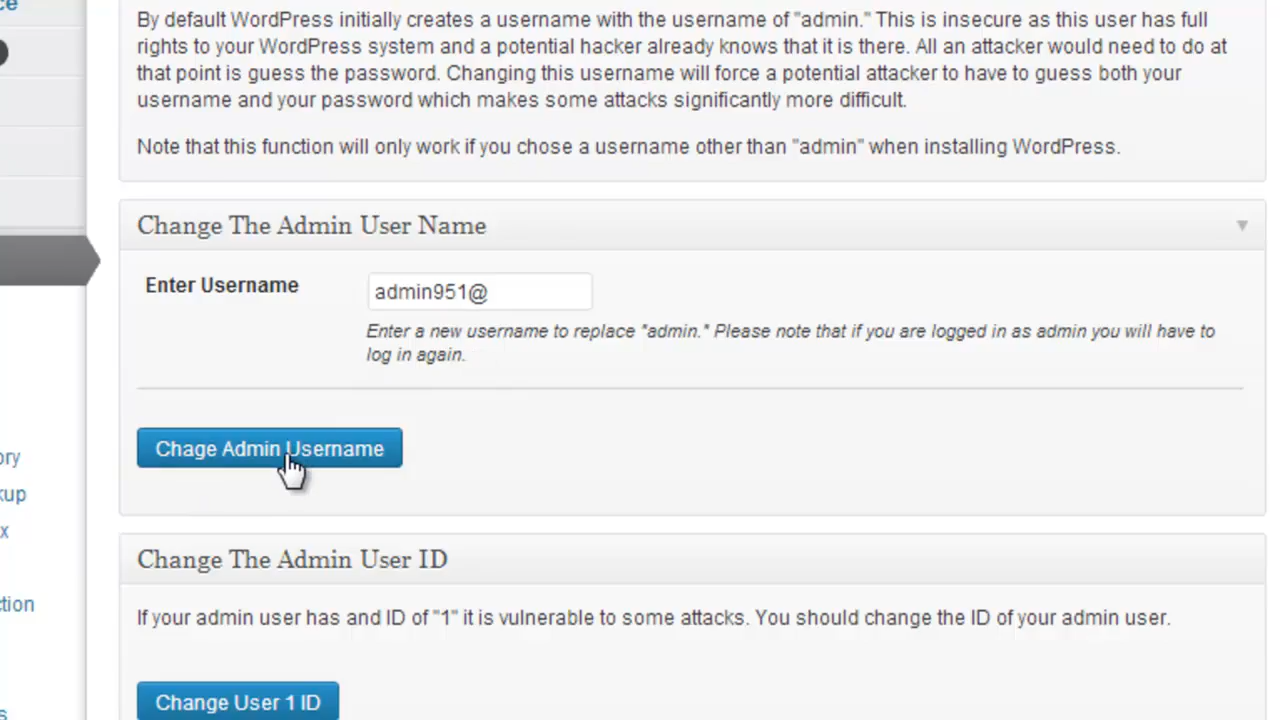 By default WordPress initially creates a username with the username of "admin." This is insecure as this user has full
rights to your WordPress system and a potential hacker already knows that it is there. All an attacker would need to do at
that point is guess the password. Changing this username will force a potential attacker to have to guess both your
username and your password which makes some attacks significantly more difficult.
Note that this function will only work if you chose a username other than "admin" when installing WordPress.
Change The Admin User Name
Enter Username
admin951@
Enter a new username to replace "admin." Please note that if you are logged in as admin you will have to
log in again.
Chage Admin Username
Change The Admin User ID
If your admin user has and ID of "1" it is vulnerable to some attacks. You should change the ID of your admin user.
Change User 1 ID